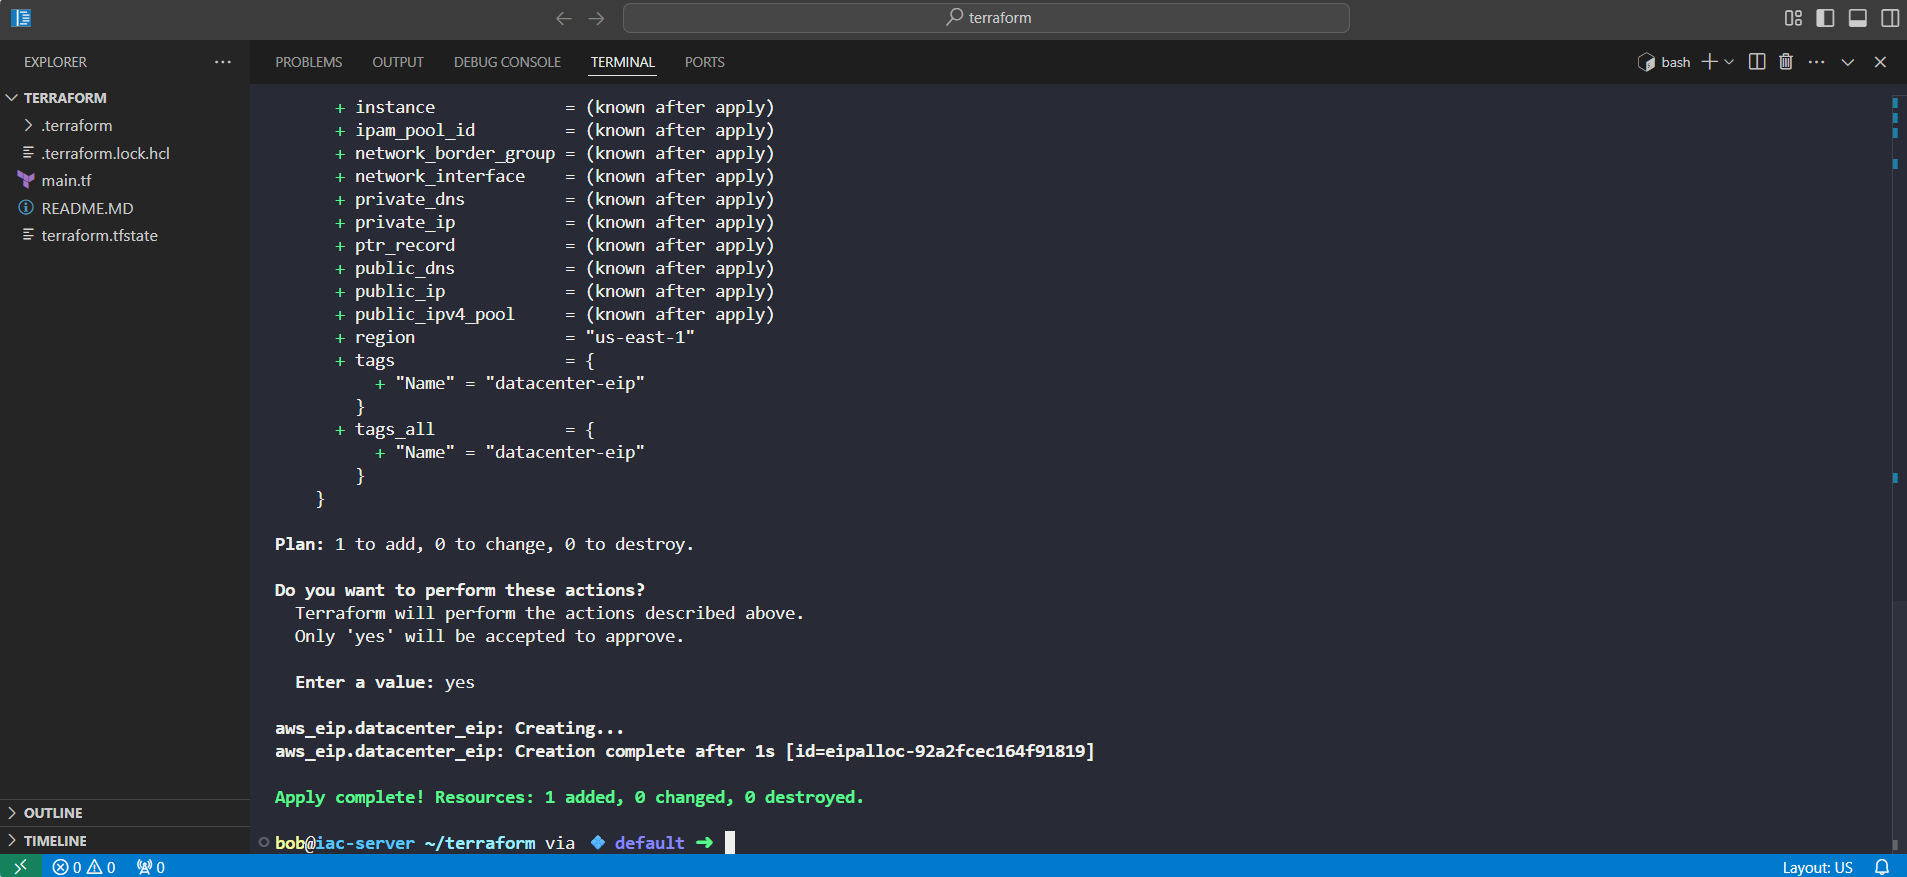 terraform
EXPLORER
TERRAFORM
.terraform
.terraform.lock.hcl
main.tf
README.MD
terraform.tfstate
OUTLINE
TIMELINE
PROBLEMS OUTPUT DEBUG CONSOLE TERMINAL PORTS
bash
+ instance = (known after apply)
+ ipam_pool_id = (known after apply)
+ network_border_group = (known after apply)
+ network_interface = (known after apply)
+ private_dns = (known after apply)
+ private_ip = (known after apply)
+ ptr_record = (known after apply)
+ public_dns = (known after apply)
+ public_ip = (known after apply)
+ public_ipv4_pool = (known after apply)
+ region = "us-east-1"
+ tags = {
+ "Name" = "datacenter-eip"
}
+ tags_all = {
+ "Name" = "datacenter-eip"
}
}
Plan: 1 to add, 0 to change, 0 to destroy.
Do you want to perform these actions?
Terraform will perform the actions described above.
Only 'yes' will be accepted to approve.
Enter a value: yes
aws_eip.datacenter_eip: Creating...
aws_eip.datacenter_eip: Creation complete after 1s [id=eipalloc-92a2fcec164f91819]
Apply complete! Resources: 1 added, 0 changed, 0 destroyed.
bob@iac-server ~/terraform via default ➜
0 0 0
Layout: US